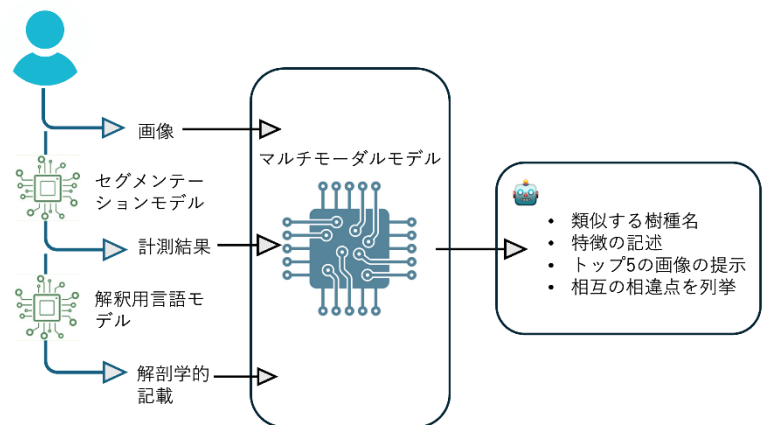 画像
マルチモーダルモデル
セグメンテー
ションモデル
計測結果
解釈用言語モ
デル
解剖学的
記載
• 類似する樹種名
• 特徴の記述
• トップ5の画像の提示
• 相互の相違点を列挙